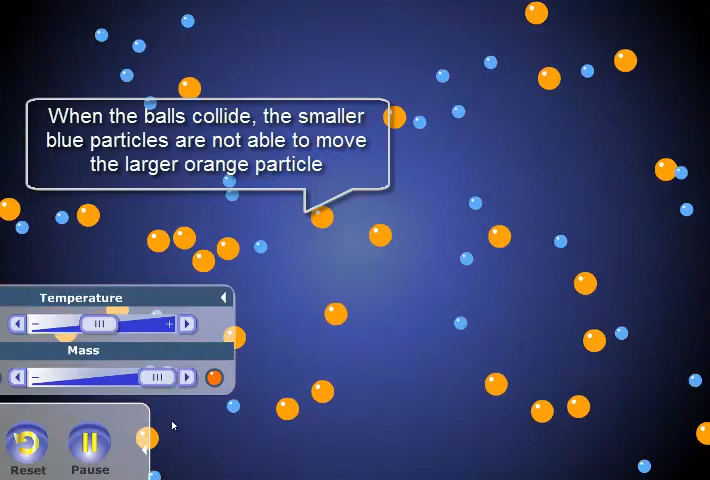 When the balls collide, the smaller
blue particles are not able to move
the larger orange particle
Temperature
− +
Mass
−
Reset Pause